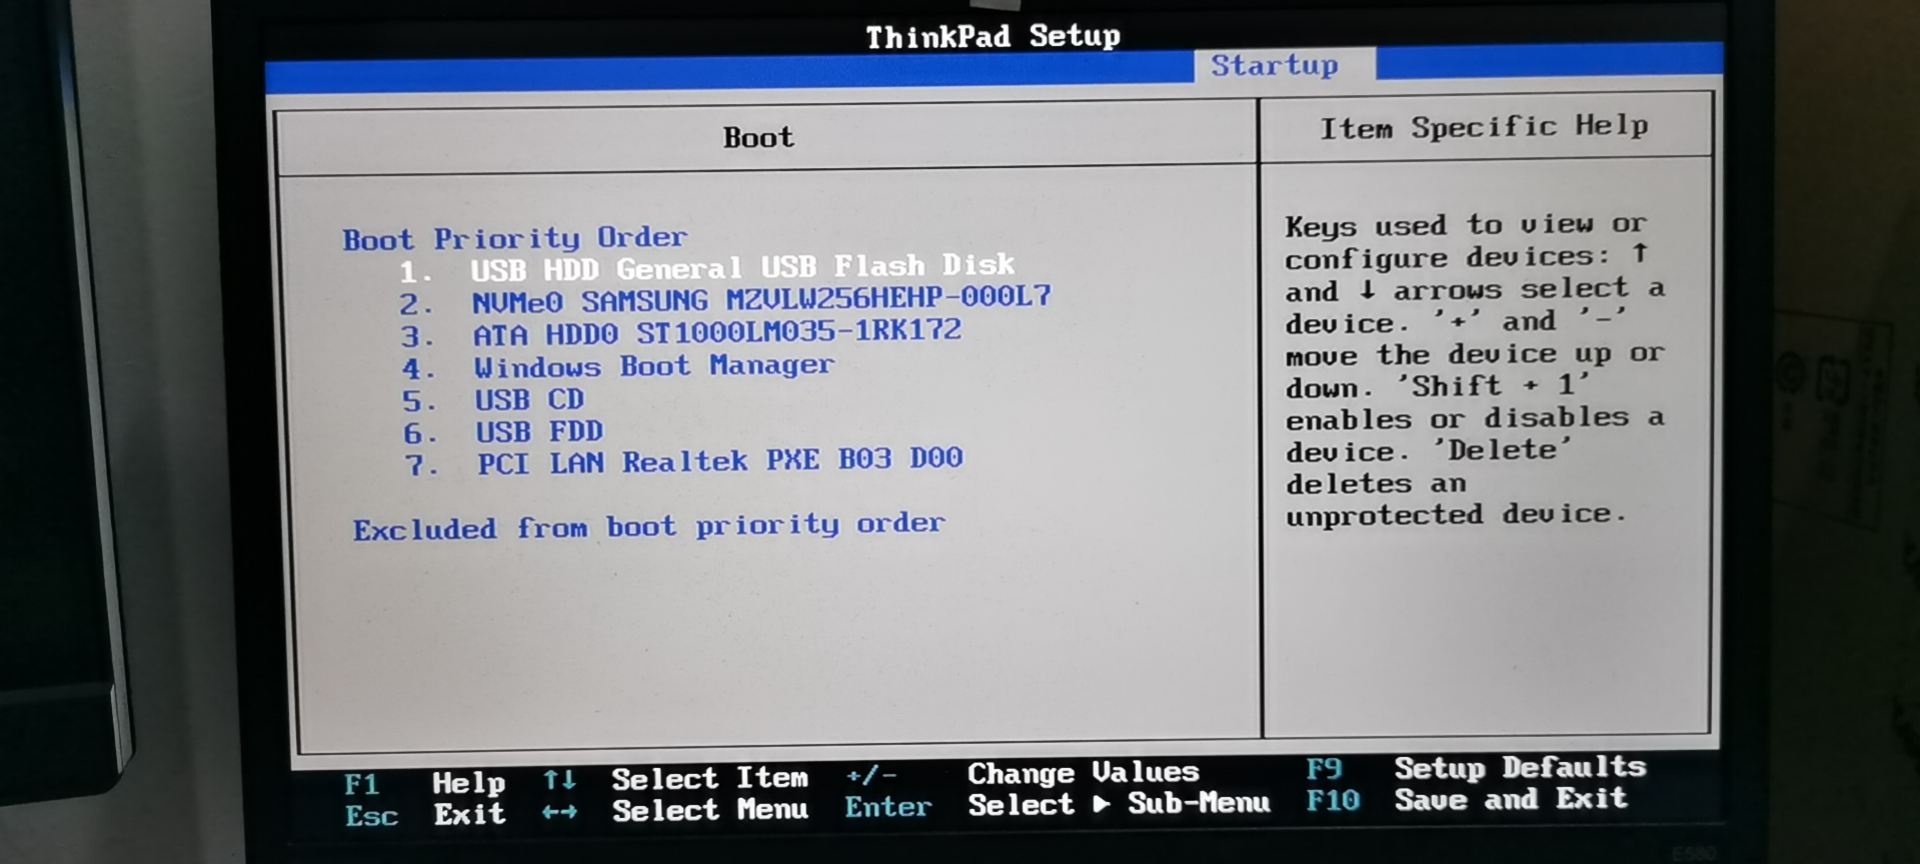 ThinkPad Setup
Startup
Boot
Item Specific Help
Boot Priority Order
1. USB HDD General USB Flash Disk
2. NVMe0 SAMSUNG MZVLW256HEHP-000L7
3. ATA HDD0 ST1000LM035-1RK172
4. Windows Boot Manager
5. USB CD
6. USB FDD
7. PCI LAN Realtek PXE B03 D00
Excluded from boot priority order
Keys used to view or
configure devices: ↑
and ↓ arrows select a
device. '+' and '-'
move the device up or
down. 'Shift + 1'
enables or disables a
device. 'Delete'
deletes an
unprotected device.
F1 Help ↑↓ Select Item +/- Change Values F9 Setup Defaults
Esc Exit ←→ Select Menu Enter Select ▶ Sub-Menu F10 Save and Exit
E580